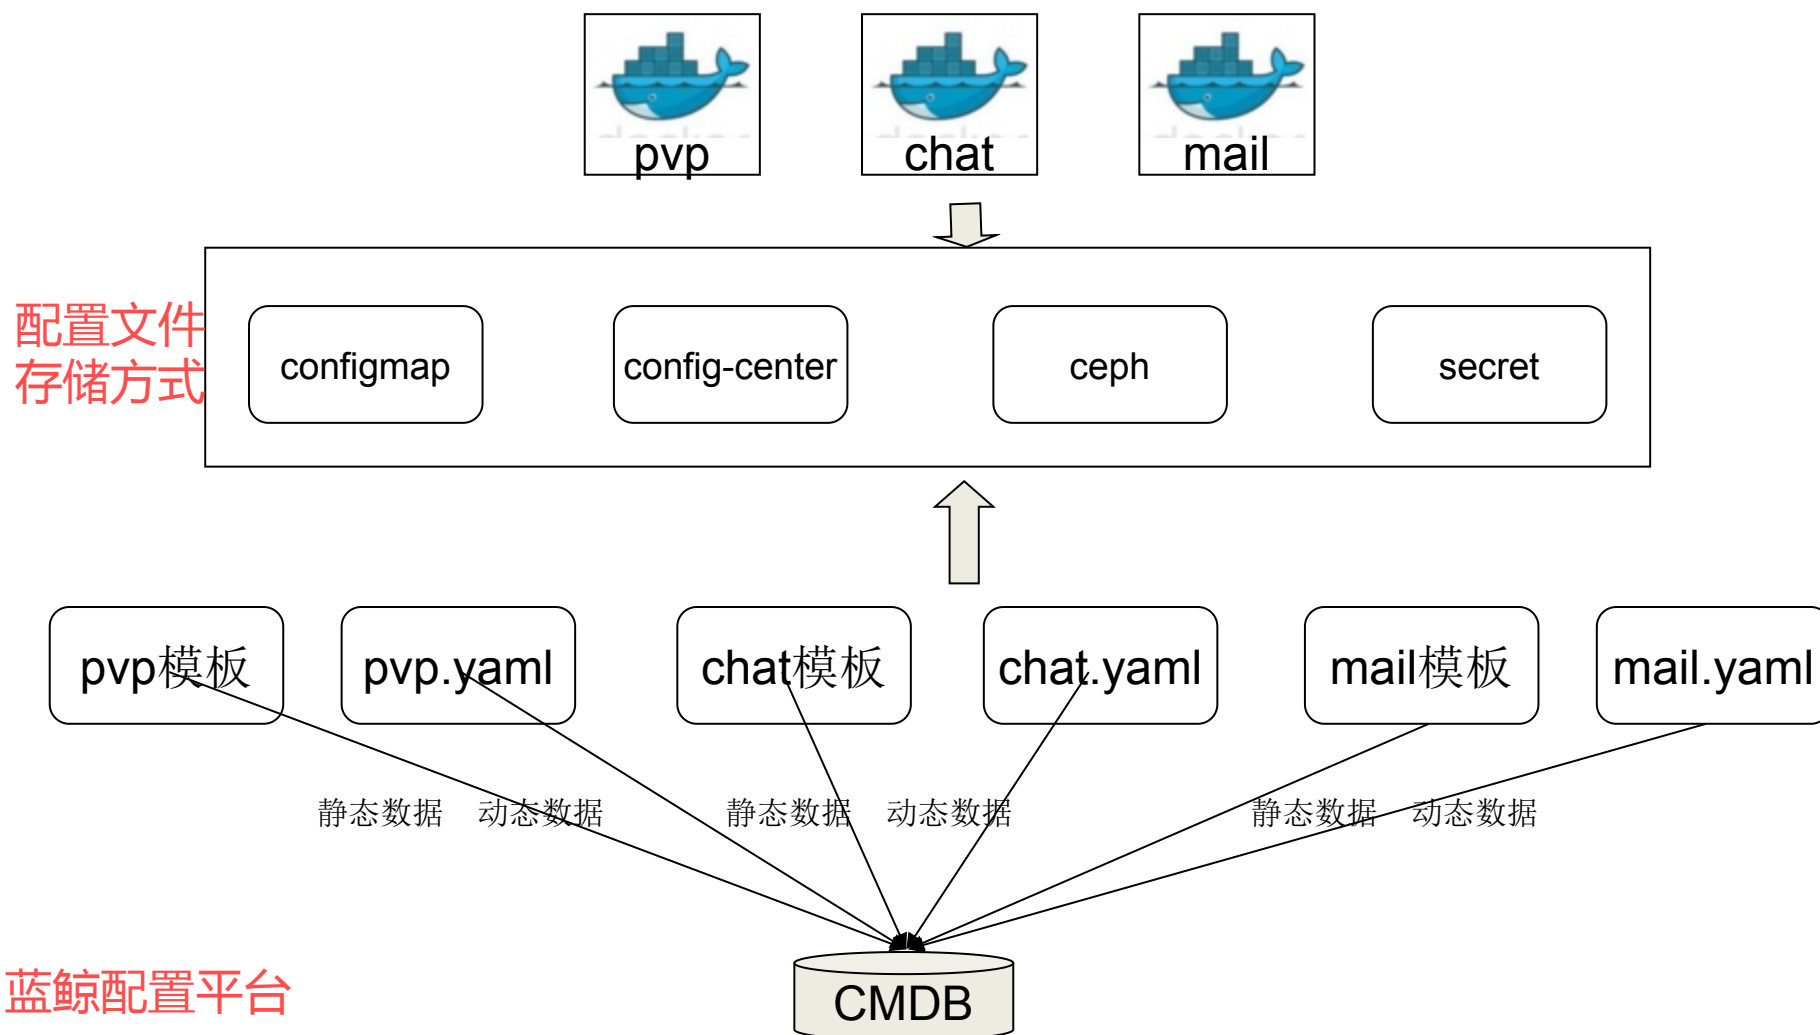 pvp
chat
mail
配置文件
存储方式
configmap
config-center
ceph
secret
pvp模板
pvp.yaml
chat模板
chat.yaml
mail模板
mail.yaml
静态数据
动态数据
静态数据
动态数据
静态数据
动态数据
蓝鲸配置平台
CMDB